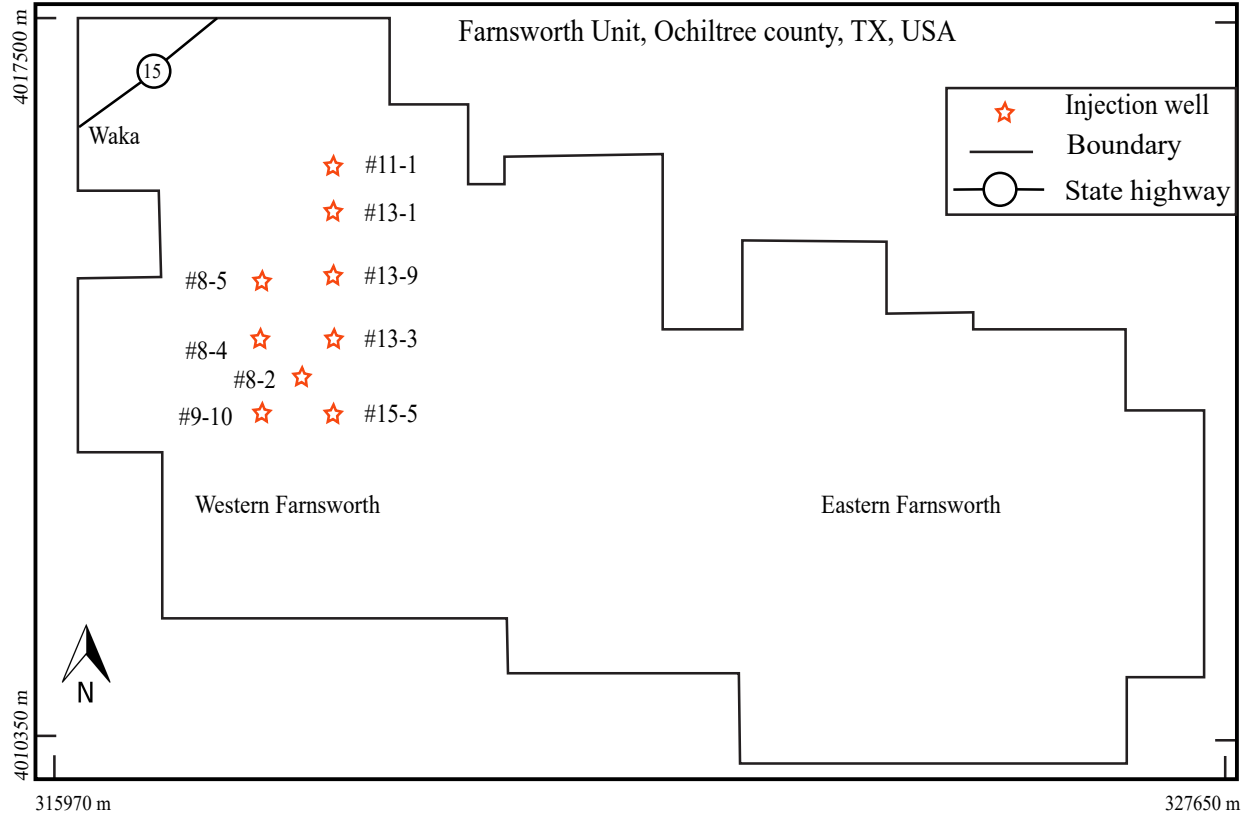 Farnsworth Unit, Ochiltree county, TX, USA
4017500 m
15
Waka
Injection well
Boundary
State highway
#11-1
#13-1
#8-5
#13-9
#8-4
#13-3
#8-2
#9-10
#15-5
Western Farnsworth
Eastern Farnsworth
N
4010350 m
315970 m
327650 m